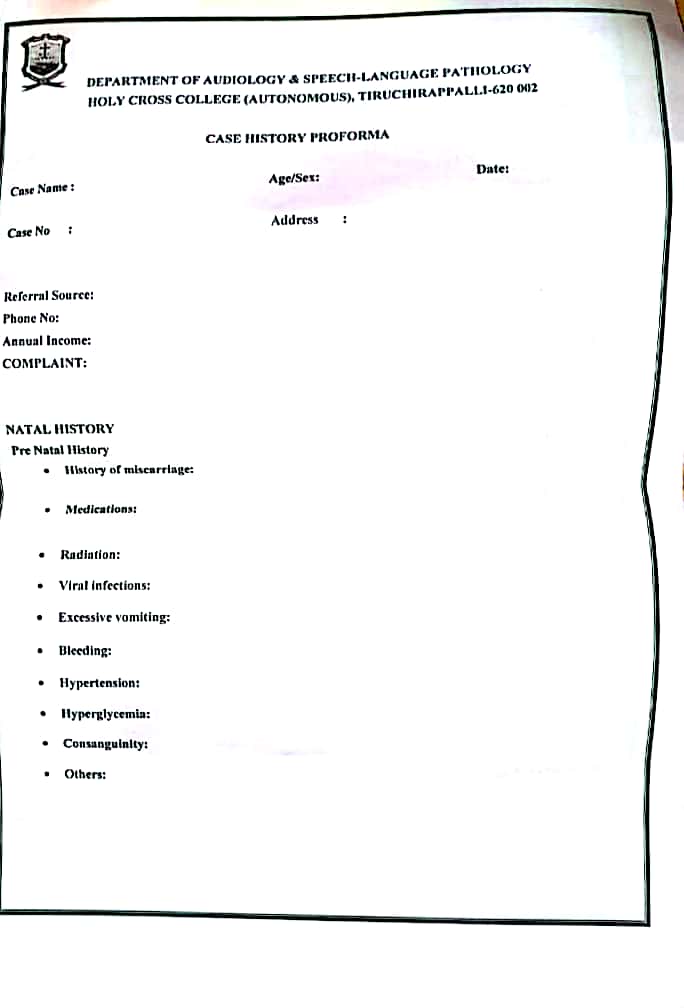 DEPARTMENT OF AUDIOLOGY & SPEECH-LANGUAGE PATHOLOGY
HOLY CROSS COLLEGE (AUTONOMOUS), TIRUCHIRAPPALLI-620 002
CASE HISTORY PROFORMA
Case Name : Age/Sex: Date:
Case No : Address :
Referral Source:
Phone No:
Annual Income:
COMPLAINT:
NATAL HISTORY
Pre Natal History
• History of miscarriage:
• Medications:
• Radiation:
• Viral infections:
• Excessive vomiting:
• Bleeding:
• Hypertension:
• Hyperglycemia:
• Consanguinity:
• Others: